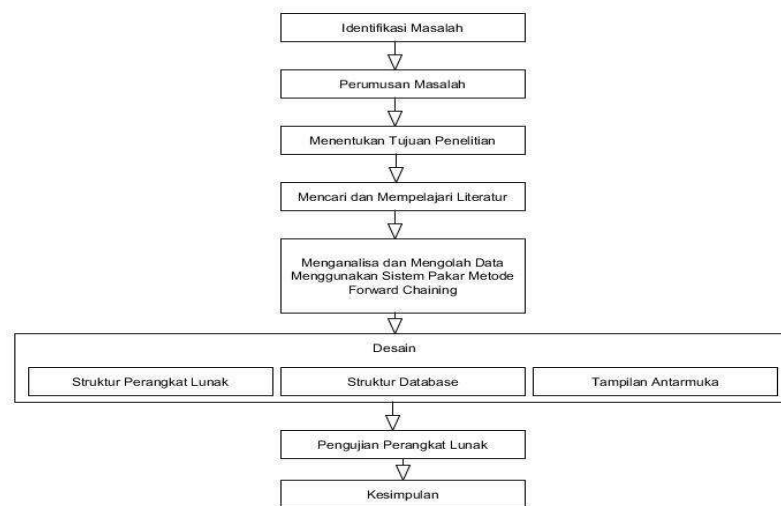 Identifikasi Masalah
Perumusan Masalah
Menentukan Tujuan Penelitian
Mencari dan Mempelajari Literatur
Menganalisa dan Mengolah Data
Menggunakan Sistem Pakar Metode
Forward Chaining
Desain
Struktur Perangkat Lunak
Struktur Database
Tampilan Antarmuka
Pengujian Perangkat Lunak
Kesimpulan